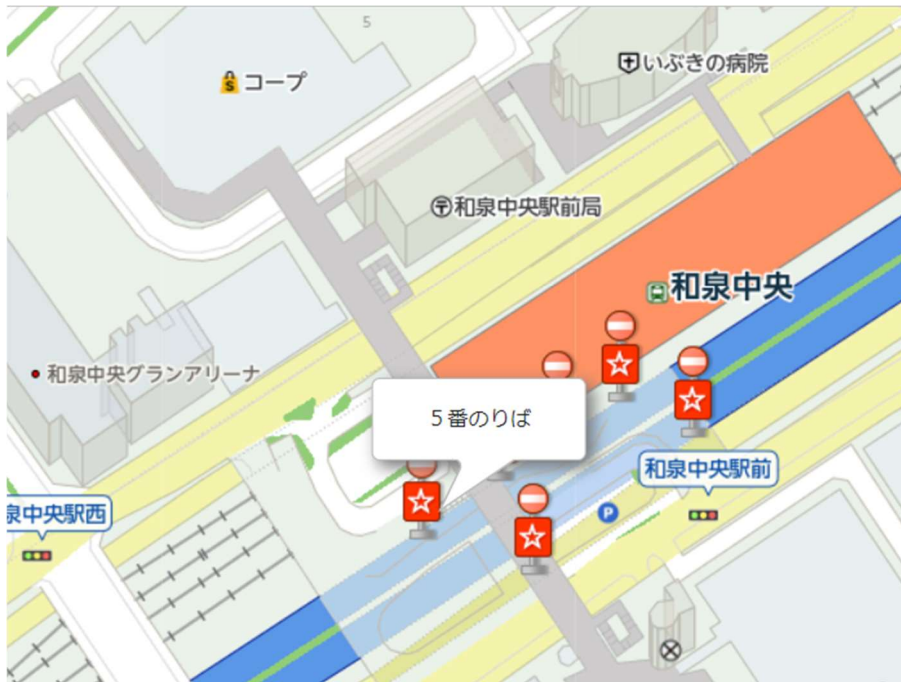 5
コープ
いぶきの病院
和泉中央駅前局
和泉中央
和泉中央グランアリーナ
5番のりば
和泉中央駅前
泉中央駅西
P